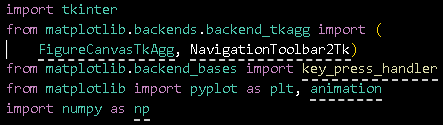 import tkinter
from matplotlib.backends.backend_tkagg import (
    FigureCanvasTkAgg, NavigationToolbar2Tk)
from matplotlib.backend_bases import key_press_handler
from matplotlib import pyplot as plt, animation
import numpy as np